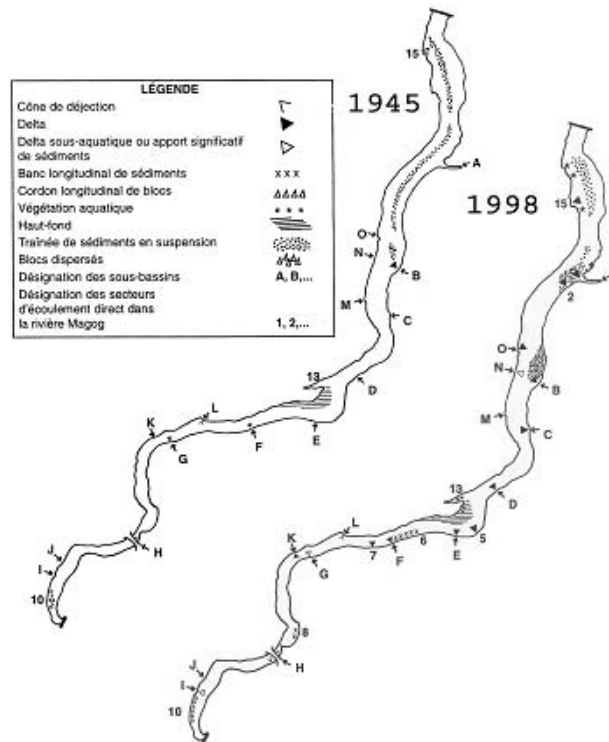 15
1945
LÉGENDE
Cône de déjection
Delta
Delta sous-aquatique ou apport significatif
de sédiments
Banc longitudinal de sédiments
Cordon longitudinal de blocs
Végétation aquatique
Haut-fond
Traînée de sédiments en suspension
Blocs dispersés
Désignation des sous-bassins A, B,...
Désignation des secteurs
d'écoulement direct dans
la rivière Magog 1, 2,...
A
O
N
B
M
C
13
D
L
K
G
F
E
J
H
I
10
1998
15
2
O
N
B
M
C
13
D
L
K
G
7
F
6
E
5
8
J
H
I
10